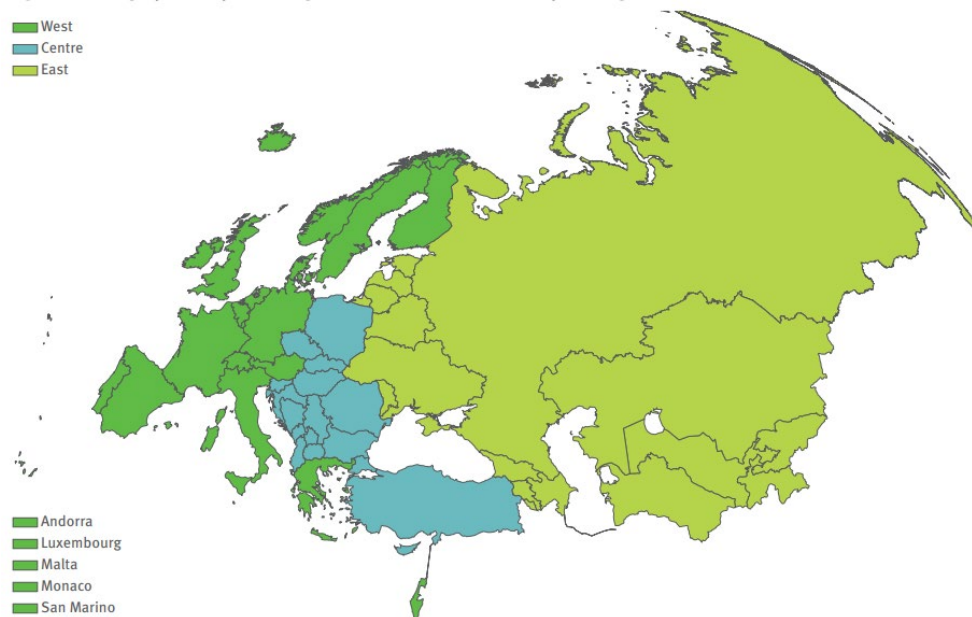 West
Centre
East
Andorra
Luxembourg
Malta
Monaco
San Marino